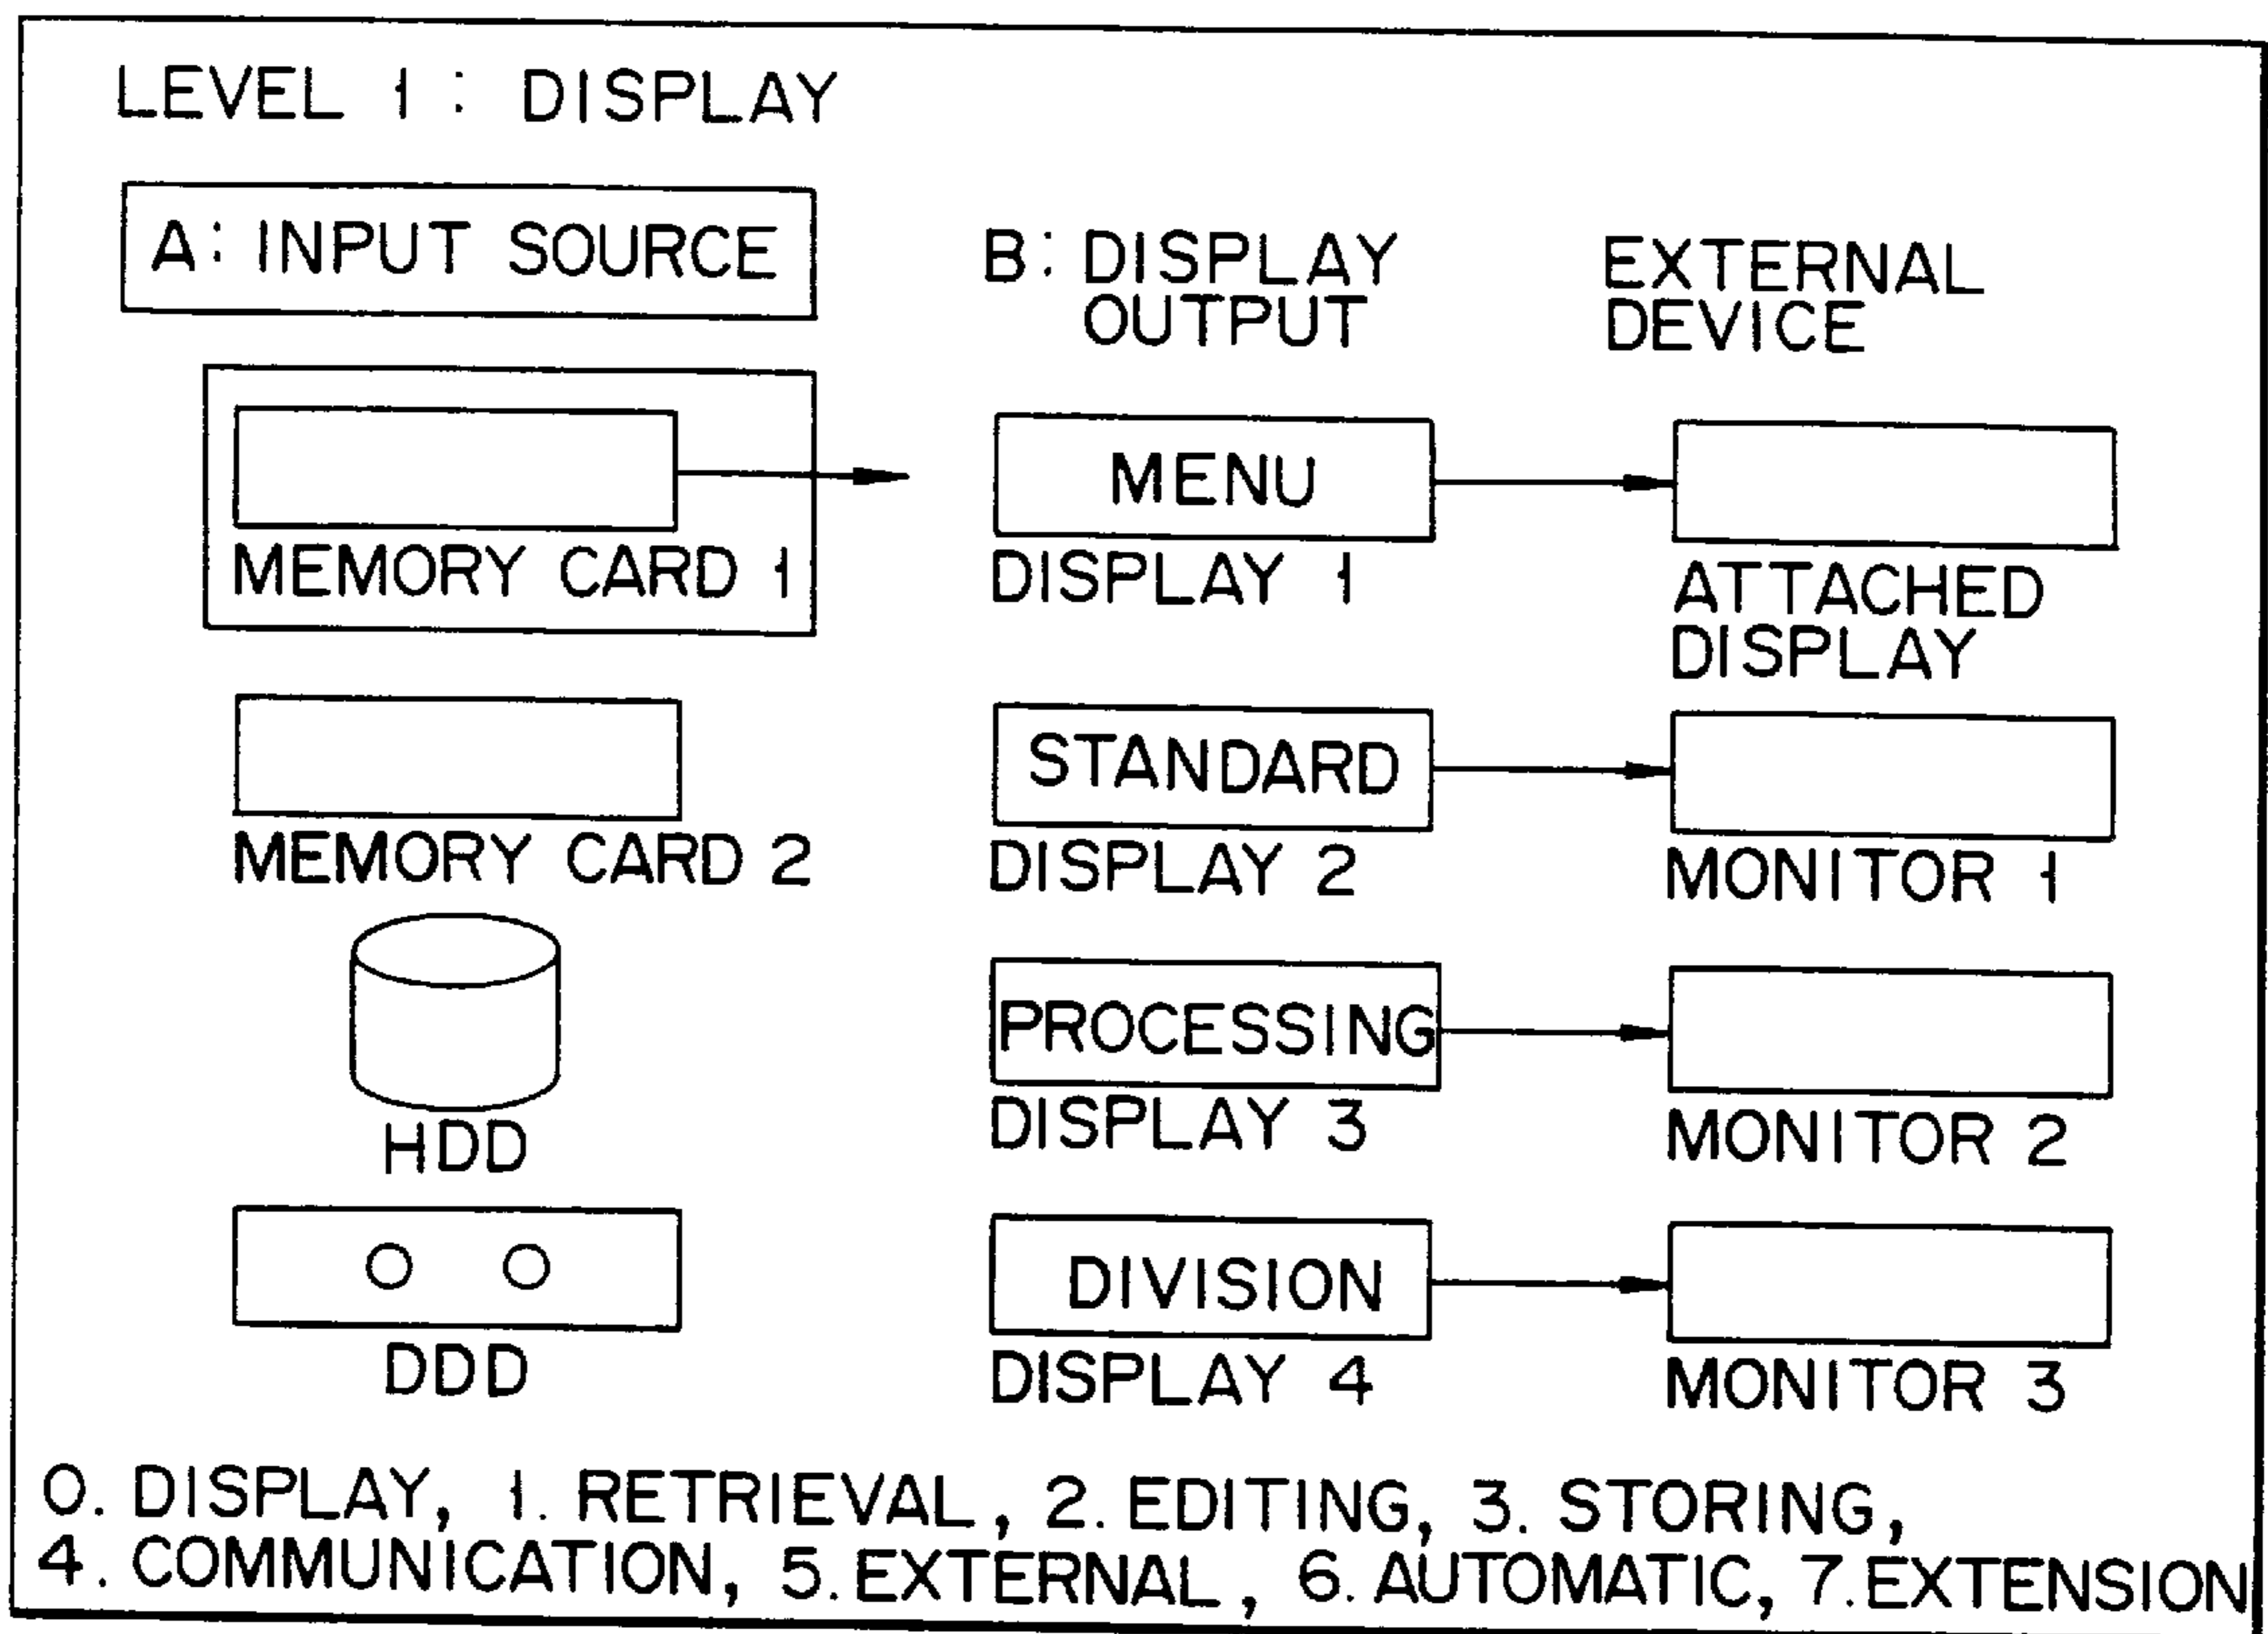 LEVEL 1 : DISPLAY
A: INPUT SOURCE
B: DISPLAY
OUTPUT
EXTERNAL
DEVICE
MEMORY CARD 1
MENU
DISPLAY 1
ATTACHED
DISPLAY
MEMORY CARD 2
STANDARD
DISPLAY 2
MONITOR 1
HDD
PROCESSING
DISPLAY 3
MONITOR 2
DDD
DIVISION
DISPLAY 4
MONITOR 3
0. DISPLAY, 1. RETRIEVAL, 2. EDITING, 3. STORING,
4. COMMUNICATION, 5. EXTERNAL, 6. AUTOMATIC, 7. EXTENSION